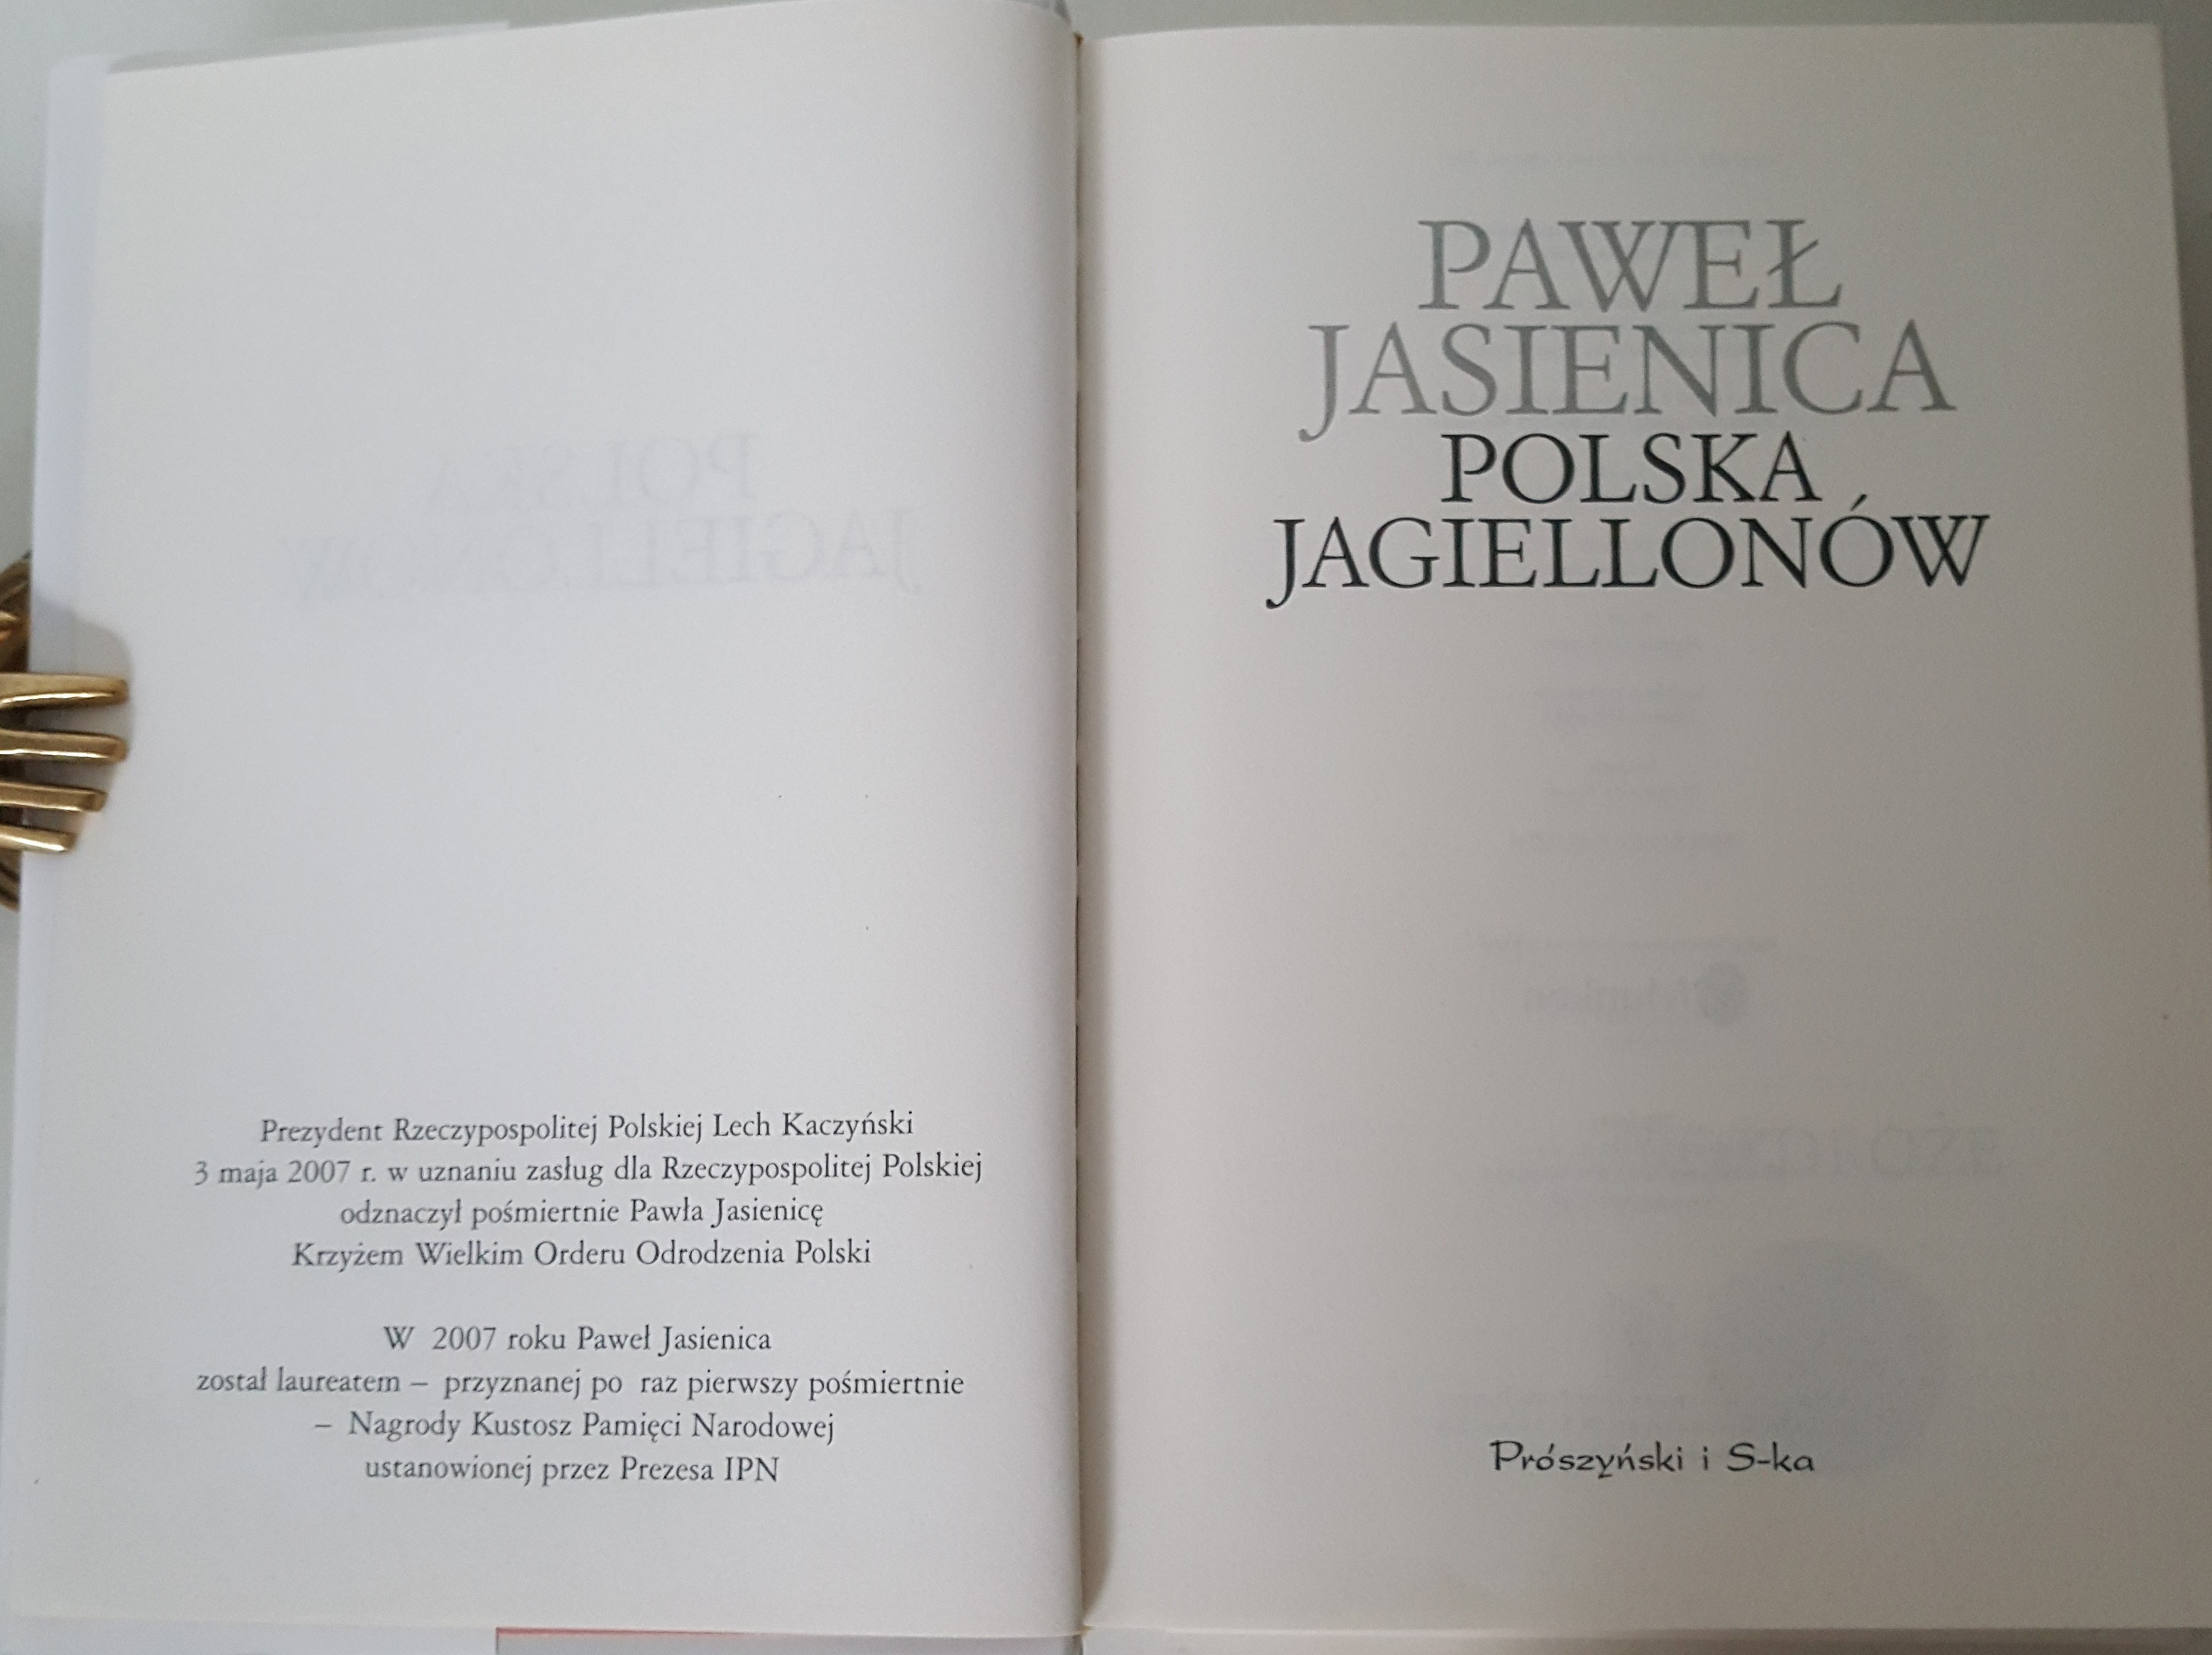 Prezydent Rzeczypospolitej Polskiej Lech Kaczyński
3 maja 2007 r. w uznaniu zasług dla Rzeczypospolitej Polskiej
odznaczył pośmiertnie Pawła Jasienicę
Krzyżem Wielkim Orderu Odrodzenia Polski
W 2007 roku Paweł Jasienica
został laureatem – przyznanej po raz pierwszy pośmiertnie
– Nagrody Kustosz Pamięci Narodowej
ustanowionej przez Prezesa IPN
PAWEŁ
JASIENICA
POLSKA
JAGIELLONÓW
Prószyński i S-ka